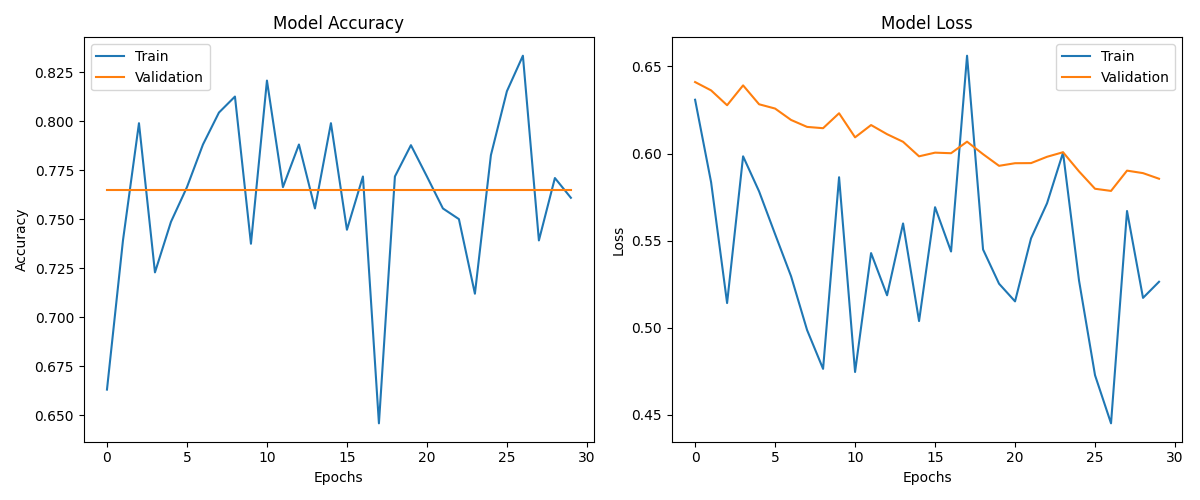 Model Accuracy
Train
Validation
0.825
0.800
0.775
0.750
0.725
0.700
0.675
0.650
Accuracy
0
5
10
15
20
25
30
Epochs
Model Loss
Train
Validation
0.65
0.60
0.55
0.50
0.45
Loss
0
5
10
15
20
25
30
Epochs